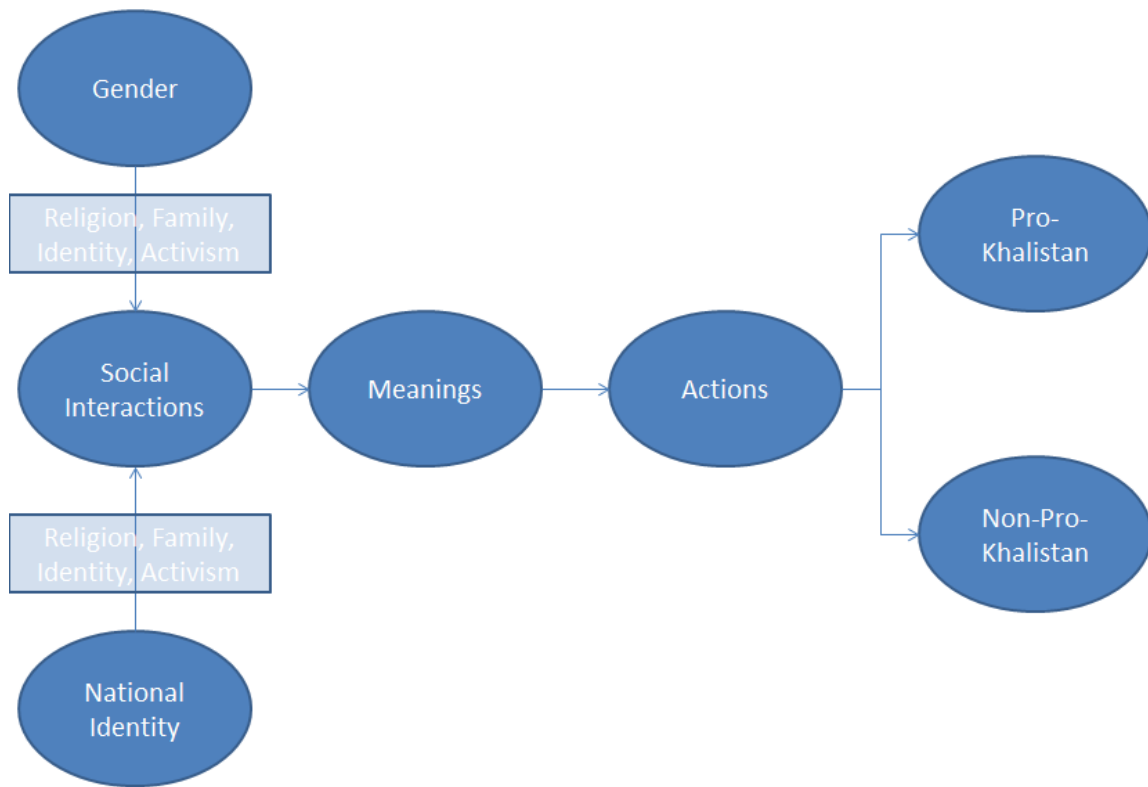 Gender
Religion, Family,
Identity, Activism
Social
Interactions
Meanings
Actions
Pro-
Khalistan
Non-Pro-
Khalistan
Religion, Family,
Identity, Activism
National
Identity